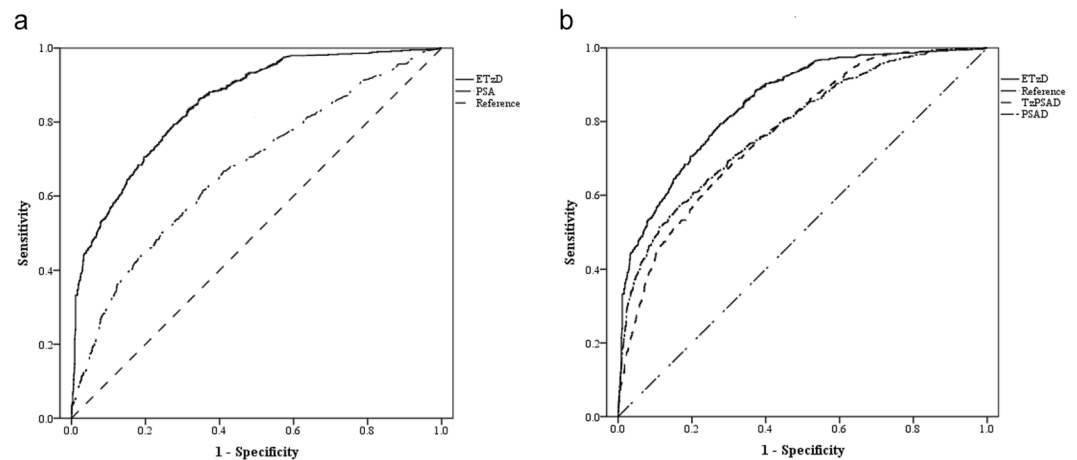 a
1.0
0.8
0.6
0.4
0.2
0.0
Sensitivity
0.0 0.2 0.4 0.6 0.8 1.0
1 - Specificity
ETzD
PSA
Reference
b
1.0
0.8
0.6
0.4
0.2
0.0
Sensitivity
0.0 0.2 0.4 0.6 0.8 1.0
1 - Specificity
ETzD
Reference
TzPSAD
PSAD